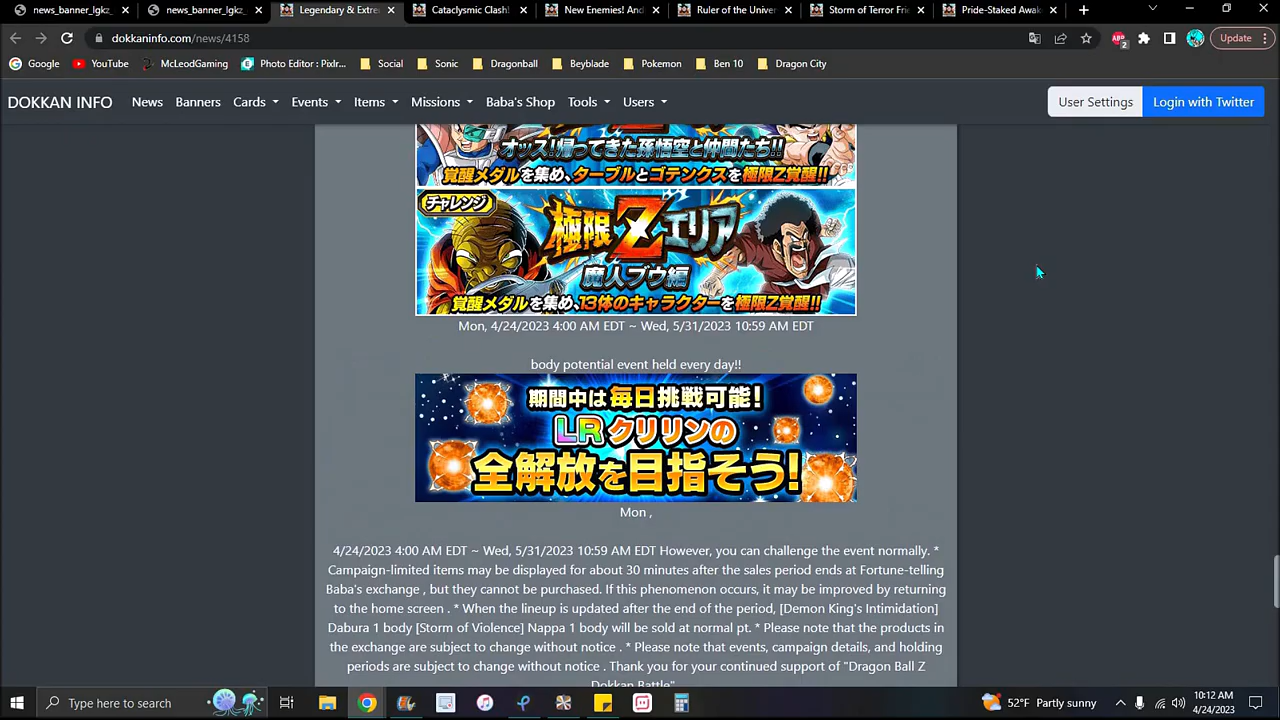 news_banner_lgkz_
news_banner_lgkz_
Legendary & Extre
Cataclysmic Clash!
New Enemies! And
Ruler of the Univer
Storm of Terror Frie
Pride-Staked Awak
dokkaninfo.com/news/4158
Update
Google
YouTube
McLeodGaming
Photo Editor : Pixlr...
Social
Sonic
Dragonball
Beyblade
Pokemon
Ben 10
Dragon City
DOKKAN INFO
News
Banners
Cards
Events
Items
Missions
Baba's Shop
Tools
Users
User Settings
Login with Twitter
オッス!帰ってきた孫悟空と仲間たち!!
覚醒メダルを集め、ターブルとゴテンクスを極限Z覚醒!!
チャレンジ
極限Zエリア
魔人ブウ編
覚醒メダルを集め、13体のキャラクターを極限Z覚醒!!
Mon, 4/24/2023 4:00 AM EDT ~ Wed, 5/31/2023 10:59 AM EDT
body potential event held every day!!
期間中は毎日挑戦可能!
LRクリリンの
全解放を目指そう!
Mon ,
4/24/2023 4:00 AM EDT ~ Wed, 5/31/2023 10:59 AM EDT However, you can challenge the event normally. *
Campaign-limited items may be displayed for about 30 minutes after the sales period ends at Fortune-telling
Baba's exchange , but they cannot be purchased. If this phenomenon occurs, it may be improved by returning
to the home screen . * When the lineup is updated after the end of the period, [Demon King's Intimidation]
Dabura 1 body [Storm of Violence] Nappa 1 body will be sold at normal pt. * Please note that the products in
the exchange are subject to change without notice . * Please note that events, campaign details, and holding
periods are subject to change without notice . Thank you for your continued support of "Dragon Ball Z
Dokkan Battle"
Type here to search
52°F Partly sunny
10:12 AM
4/24/2023